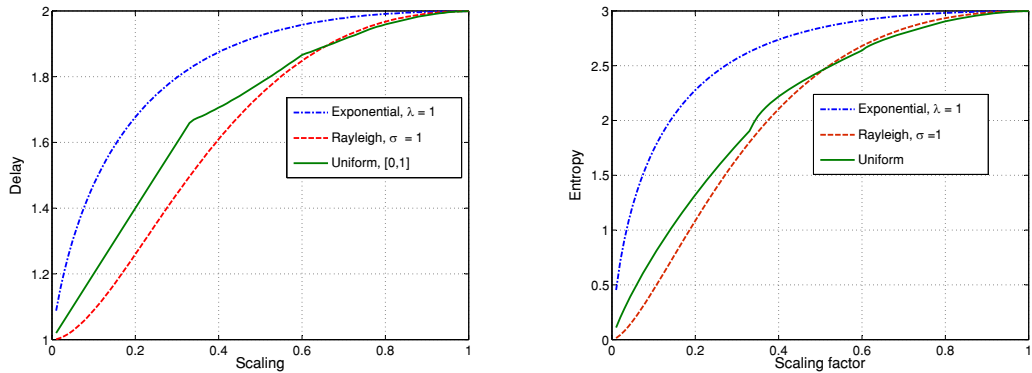 2
1.8
1.6
1.4
1.2
1
0
0.2
0.4
0.6
0.8
1
Delay
Scaling
Exponential, λ = 1
Rayleigh, σ = 1
Uniform, [0,1]
3
2.5
2
1.5
1
0.5
0
0
0.2
0.4
0.6
0.8
1
Entropy
Scaling factor
Exponential, λ = 1
Rayleigh, σ =1
Uniform